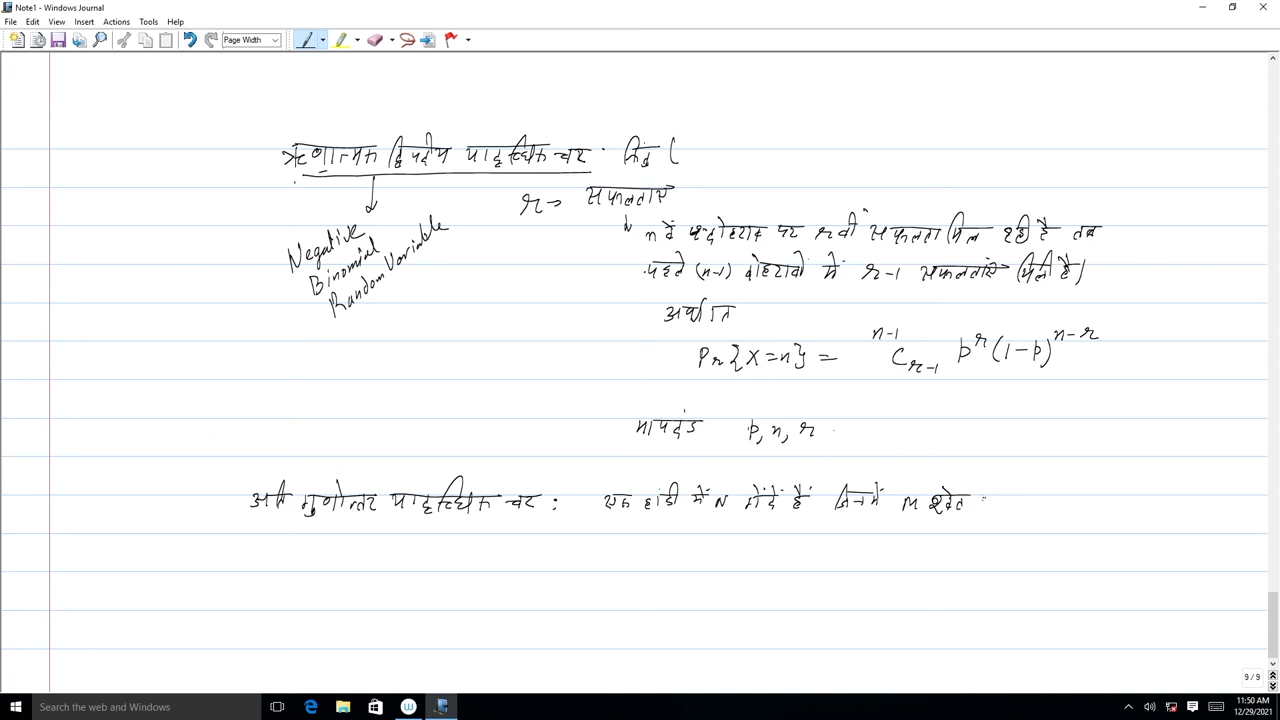 Note1 - Windows Journal
File Edit View Insert Actions Tools Help
Page Width
ऋणात्मक द्विपदीय यादृच्छिक चर
r → सफलताएं
Negative
Binomial
Random Variable
n वें दोहराव पर r वीं सफलता मिल रही है तब
पहले (n-1) दोहरावों में r-1 सफलताएं मिली हैं)
अर्थात
Pr{X=n} = ^{n-1}C_{r-1} p^r (1-p)^{n-r}
मापदंड p, n, r
अति गुणोत्तर यादृच्छिक चर : एक हांडी में N गेंदे हैं जिनमें M श्वेत
9 / 9
Search the web and Windows
11:50 AM
12/29/2021